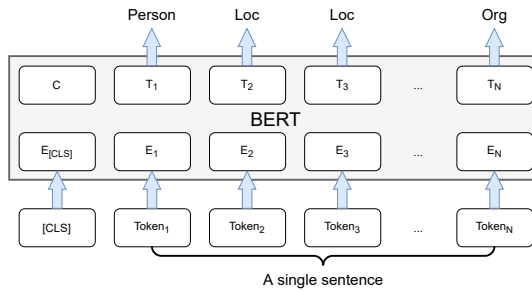 Person Loc Loc Org
C T1 T2 T3 ... TN
BERT
E[CLS] E1 E2 E3 ... EN
[CLS] Token1 Token2 Token3 ... TokenN
A single sentence